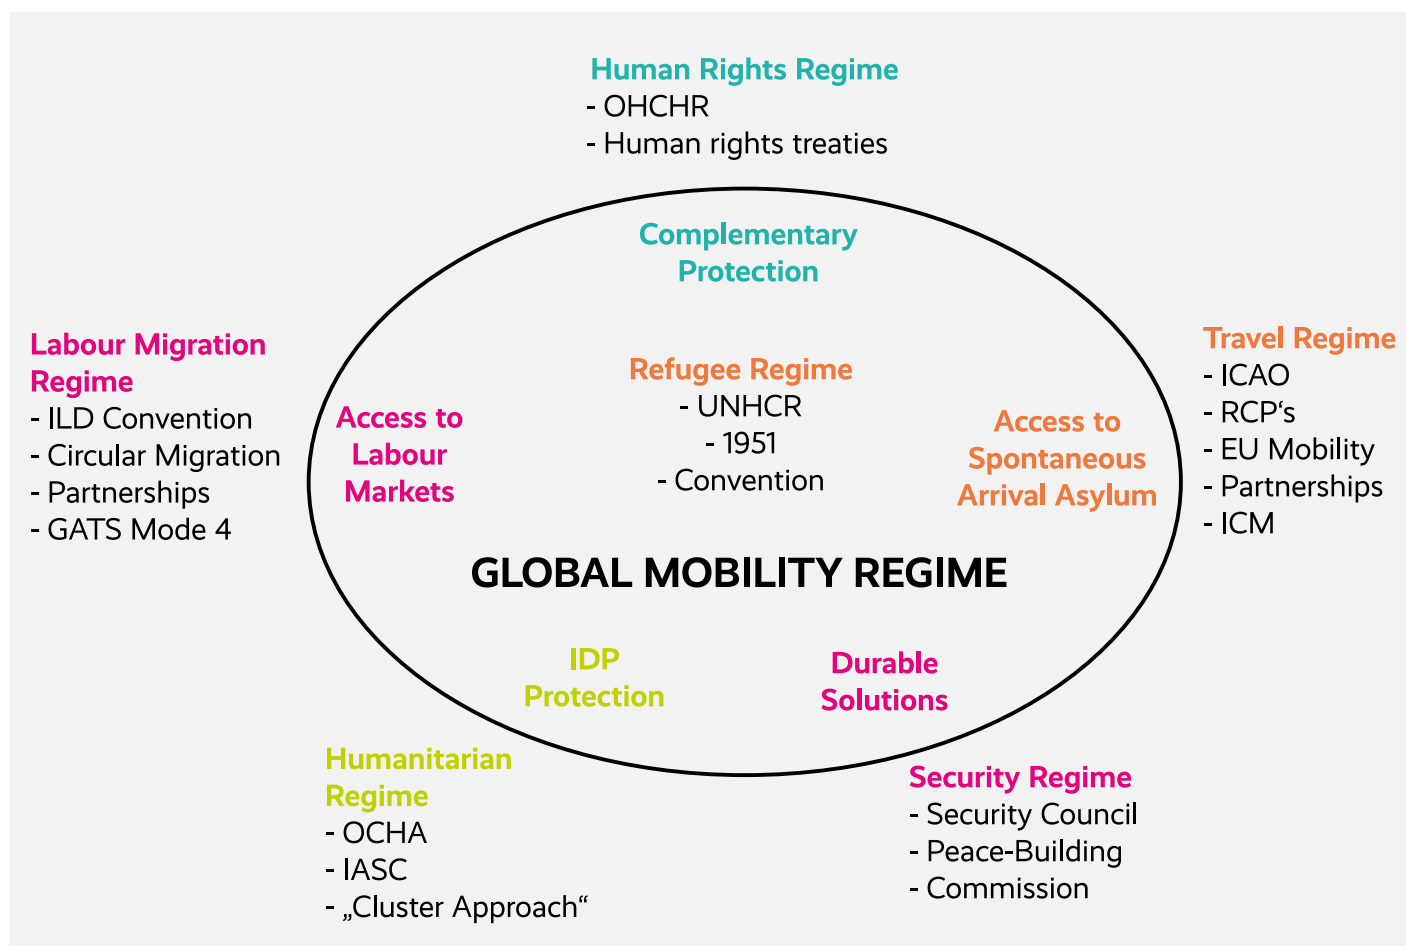 Human Rights Regime
- OHCHR
- Human rights treaties
Complementary
Protection
Labour Migration
Regime
- ILD Convention
- Circular Migration
- Partnerships
- GATS Mode 4
Access to
Labour
Markets
Refugee Regime
- UNHCR
- 1951
- Convention
Access to
Spontaneous
Arrival Asylum
Travel Regime
- ICAO
- RCP‘s
- EU Mobility
- Partnerships
- ICM
GLOBAL MOBILITY REGIME
IDP
Protection
Durable
Solutions
Humanitarian
Regime
- OCHA
- IASC
- „Cluster Approach“
Security Regime
- Security Council
- Peace-Building
- Commission